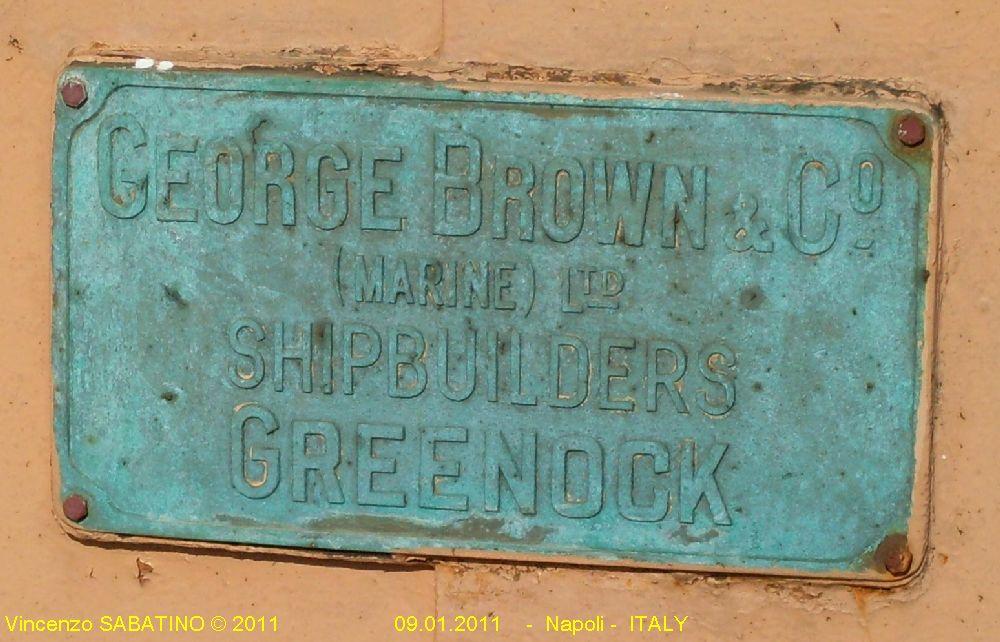 GEORGE BROWN & Cº
(MARINE) LTD
SHIPBUILDERS
GREENOCK
Vincenzo SABATINO © 2011 09.01.2011 - Napoli - ITALY